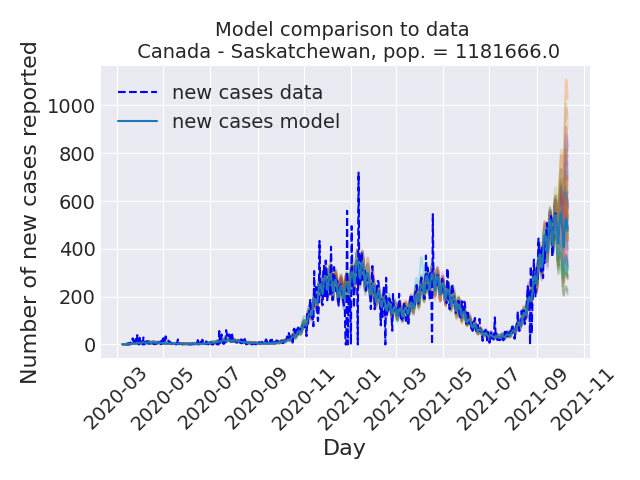 Model comparison to data
Canada - Saskatchewan, pop. = 1181666.0
Number of new cases reported
1000
800
600
400
200
0
new cases data
new cases model
2020-03
2020-05
2020-07
2020-09
2020-11
2021-01
2021-03
2021-05
2021-07
2021-09
2021-11
Day